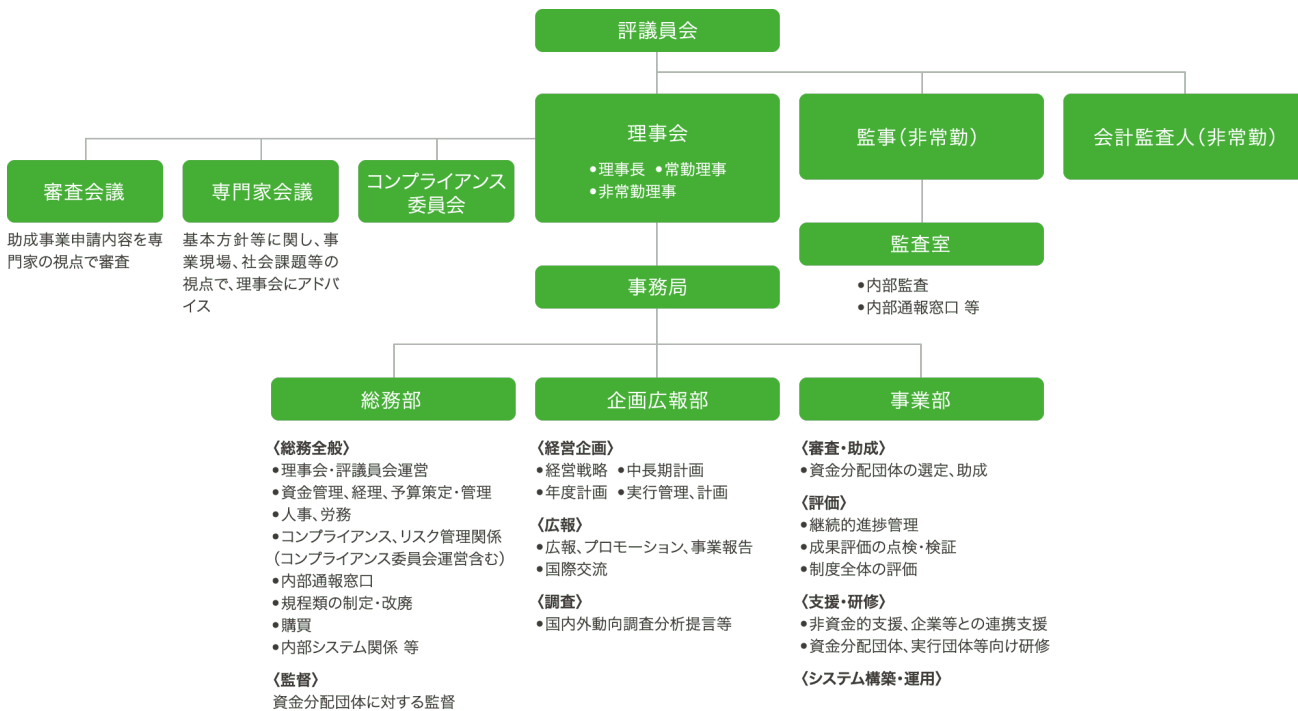 評議員会
理事会
●理事長 ●常勤理事
●非常勤理事
監事(非常勤)
会計監査人(非常勤)
審査会議
助成事業申請内容を専
門家の視点で審査
専門家会議
基本方針等に関し、事
業現場、社会課題等の
視点で、理事会にアドバ
イス
コンプライアンス
委員会
監査室
●内部監査
●内部通報窓口 等
事務局
総務部
〈総務全般〉
●理事会・評議員会運営
●資金管理、経理、予算策定・管理
●人事、労務
●コンプライアンス、リスク管理関係
(コンプライアンス委員会運営含む)
●内部通報窓口
●規程類の制定・改廃
●購買
●内部システム関係 等
〈監督〉
資金分配団体に対する監督
企画広報部
〈経営企画〉
●経営戦略 ●中長期計画
●年度計画 ●実行管理、計画
〈広報〉
●広報、プロモーション、事業報告
●国際交流
〈調査〉
●国内外動向調査分析提言等
事業部
〈審査・助成〉
●資金分配団体の選定、助成
〈評価〉
●継続的進捗管理
●成果評価の点検・検証
●制度全体の評価
〈支援・研修〉
●非資金的支援、企業等との連携支援
●資金分配団体、実行団体等向け研修
〈システム構築・運用〉